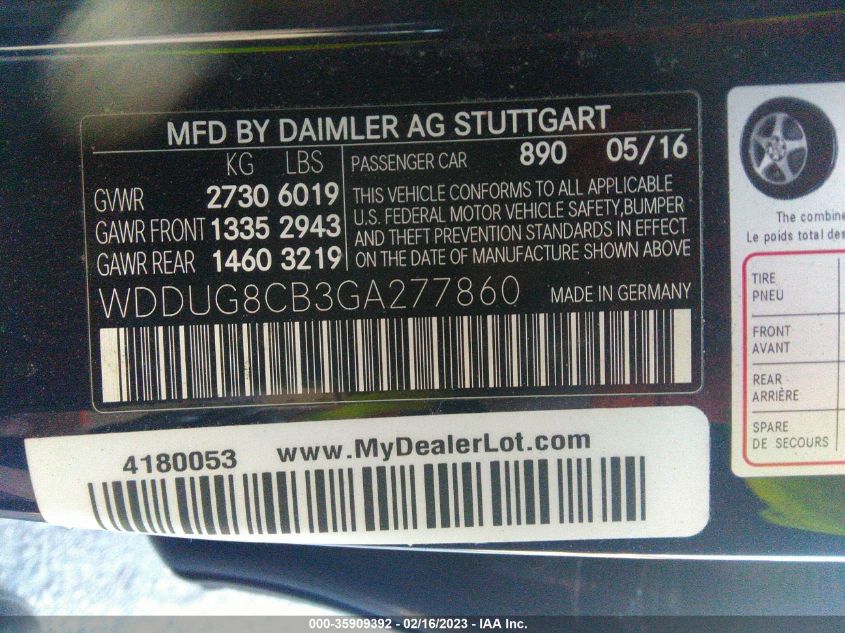 MFD BY DAIMLER AG STUTTGART
KG LBS
GVWR 2730 6019
GAWR FRONT 1335 2943
GAWR REAR 1460 3219
PASSENGER CAR 890 05/16
THIS VEHICLE CONFORMS TO ALL APPLICABLE
U.S. FEDERAL MOTOR VEHICLE SAFETY,BUMPER
AND THEFT PREVENTION STANDARDS IN EFFECT
ON THE DATE OF MANUFACTURE SHOWN ABOVE
WDDUG8CB3GA277860 MADE IN GERMANY
4180053 www.MyDealerLot.com
The combine
Le poids total des
TIRE
PNEU
FRONT
AVANT
REAR
ARRIÈRE
SPARE
DE SECOURS
000-35909392 - 02/16/2023 - IAA Inc.